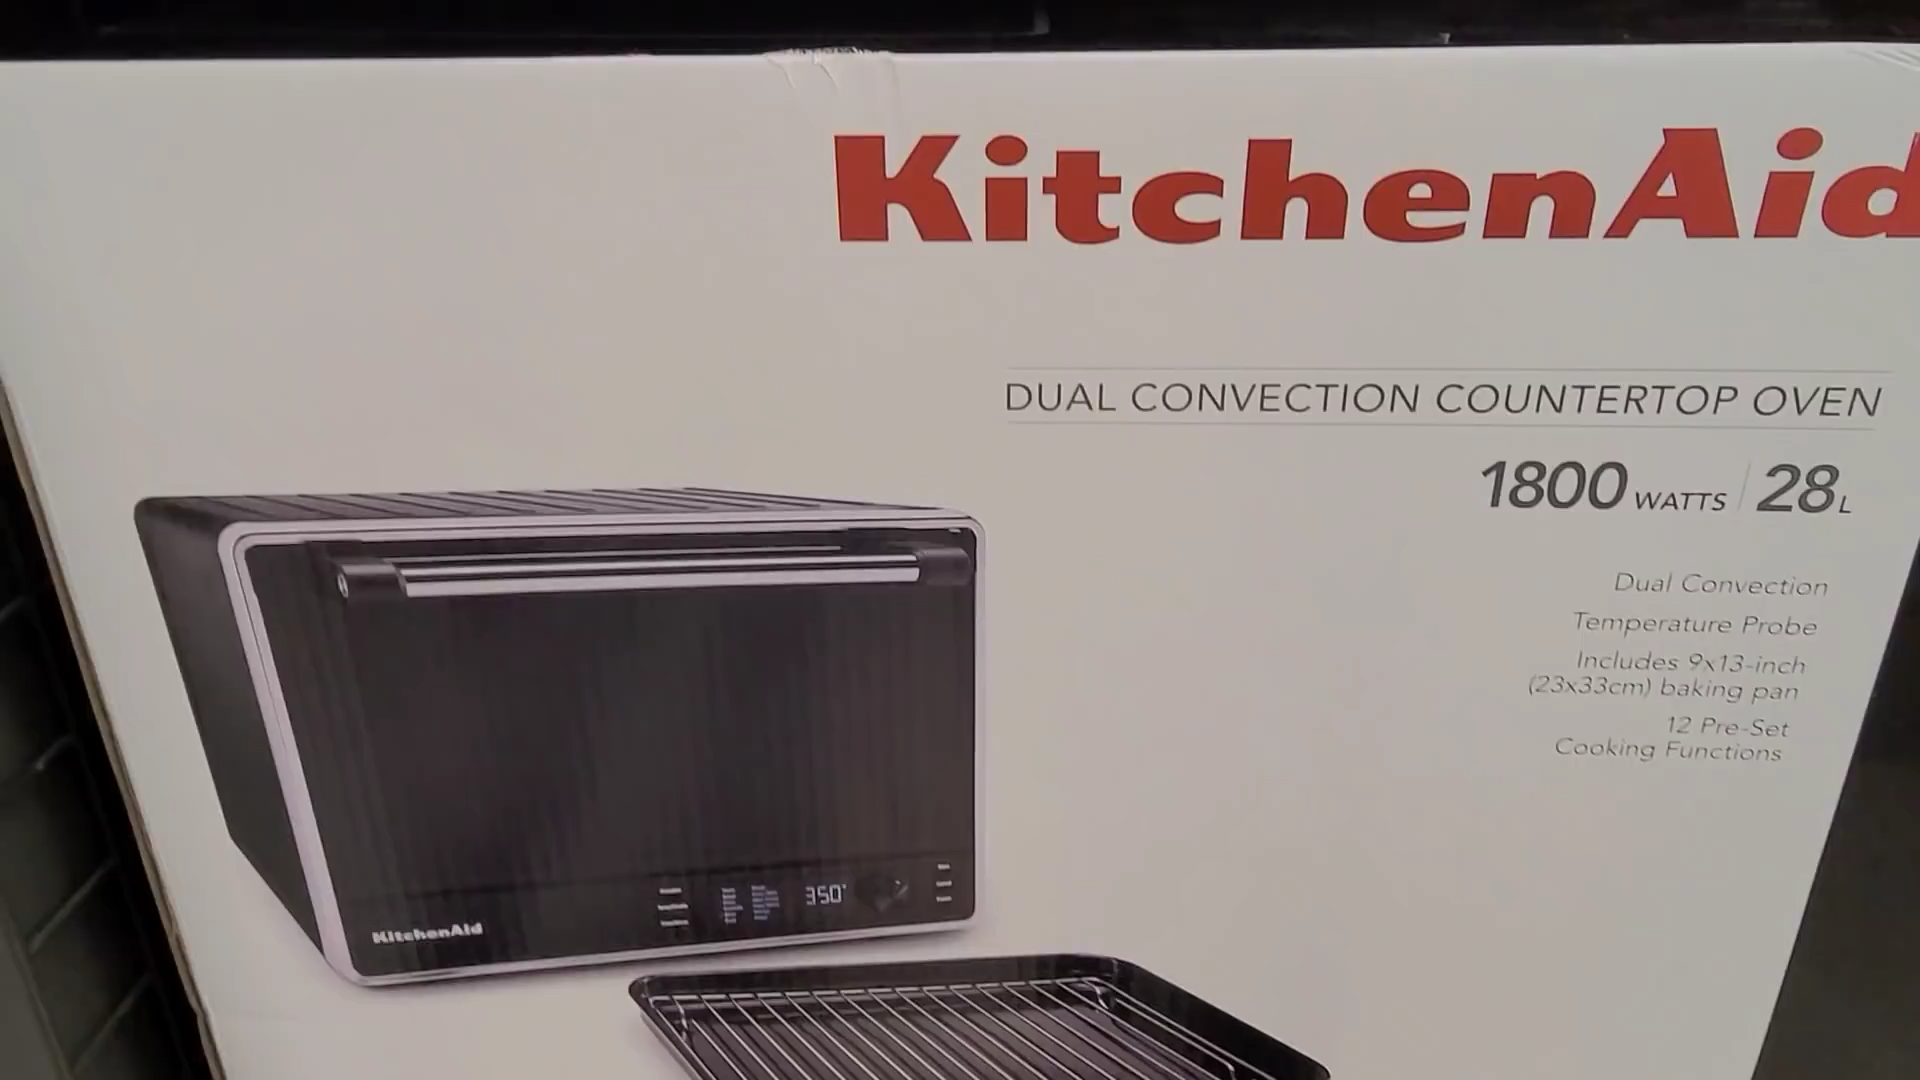 KitchenAid
DUAL CONVECTION COUNTERTOP OVEN
1800 WATTS 28 L
Dual Convection
Temperature Probe
Includes 9x13-inch
(23x33cm) baking pan
12 Pre-Set
Cooking Functions
350°
KitchenAid